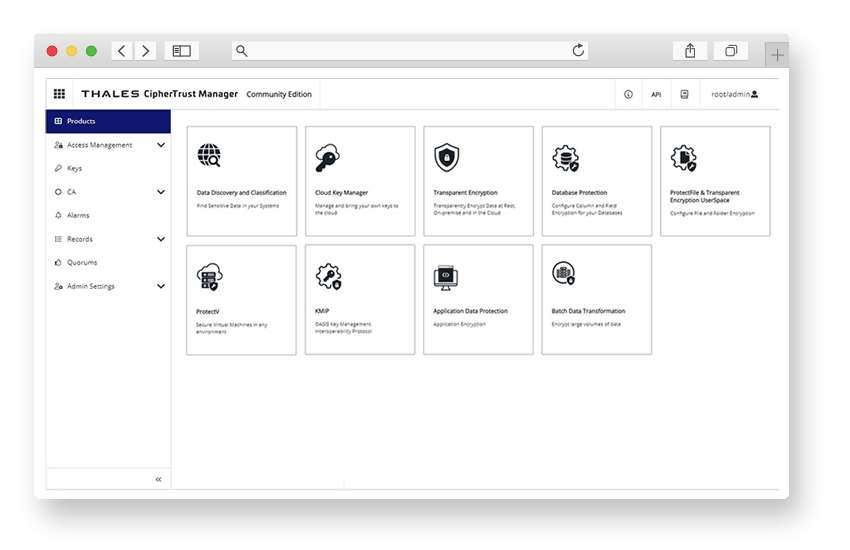 THALES CipherTrust Manager Community Edition
API
root/admin
Products
Access Management
Keys
CA
Alarms
Records
Quorums
Admin Settings
Data Discovery and Classification
Find Sensitive Data in your Systems
Cloud Key Manager
Manage and bring your own keys to
the cloud
Transparent Encryption
Transparently Encrypt Data at Rest,
On-premise and in the Cloud
Database Protection
Configure Column and Field
Encryption for your Databases
ProtectFile & Transparent
Encryption UserSpace
Configure File and Folder Encryption
ProtectV
Secure Virtual Machines in any
environment
KMIP
OASIS Key Management
Interoperability Protocol
Application Data Protection
Application Encryption
Batch Data Transformation
Encrypt large volumes of data